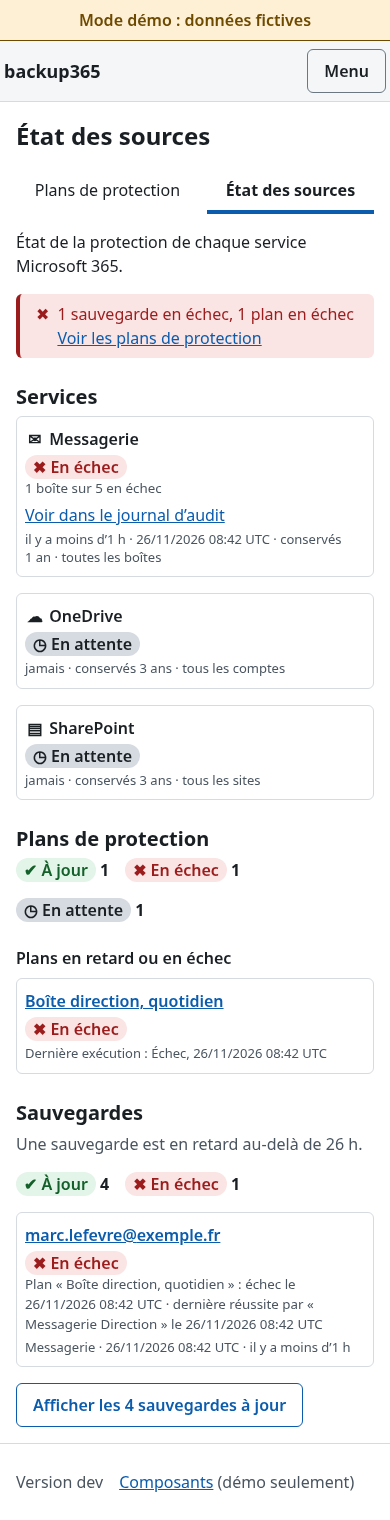 Mode démo : données fictives
backup365
Menu
État des sources
Plans de protection
État des sources
État de la protection de chaque service
Microsoft 365.
✖ 1 sauvegarde en échec, 1 plan en échec
Voir les plans de protection
Services
✉ Messagerie
✖ En échec
1 boîte sur 5 en échec
Voir dans le journal d’audit
il y a moins d’1 h · 26/11/2026 08:42 UTC · conservés
1 an · toutes les boîtes
☁ OneDrive
◷ En attente
jamais · conservés 3 ans · tous les comptes
▤ SharePoint
◷ En attente
jamais · conservés 3 ans · tous les sites
Plans de protection
✔ À jour 1 ✖ En échec 1
◷ En attente 1
Plans en retard ou en échec
Boîte direction, quotidien
✖ En échec
Dernière exécution : Échec, 26/11/2026 08:42 UTC
Sauvegardes
Une sauvegarde est en retard au-delà de 26 h.
✔ À jour 4 ✖ En échec 1
marc.lefevre@exemple.fr
✖ En échec
Plan « Boîte direction, quotidien » : échec le
26/11/2026 08:42 UTC · dernière réussite par «
Messagerie Direction » le 26/11/2026 08:42 UTC
Messagerie · 26/11/2026 08:42 UTC · il y a moins d’1 h
Afficher les 4 sauvegardes à jour
Version dev Composants (démo seulement)